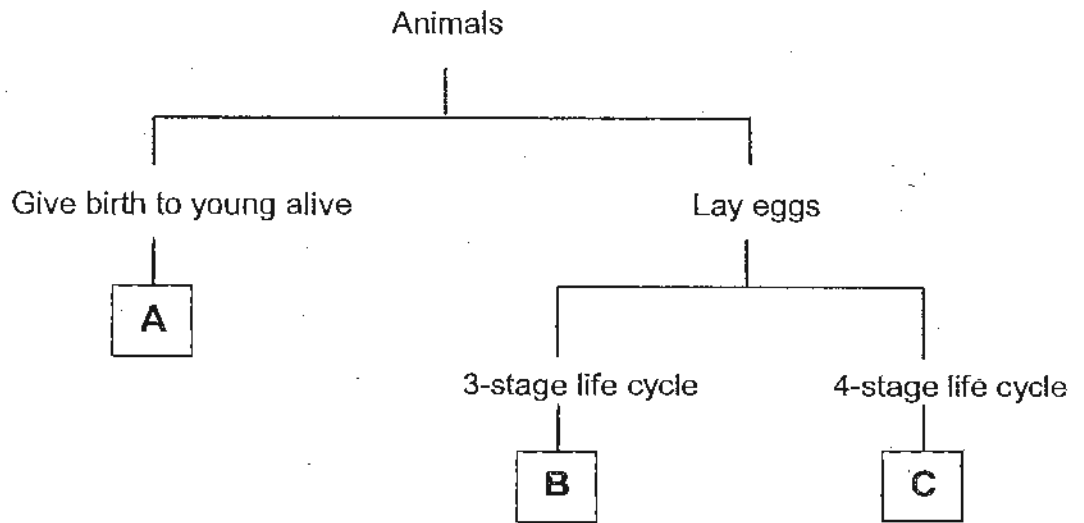 Animals
Give birth to young alive
Lay eggs
A
3-stage life cycle
4-stage life cycle
B
C